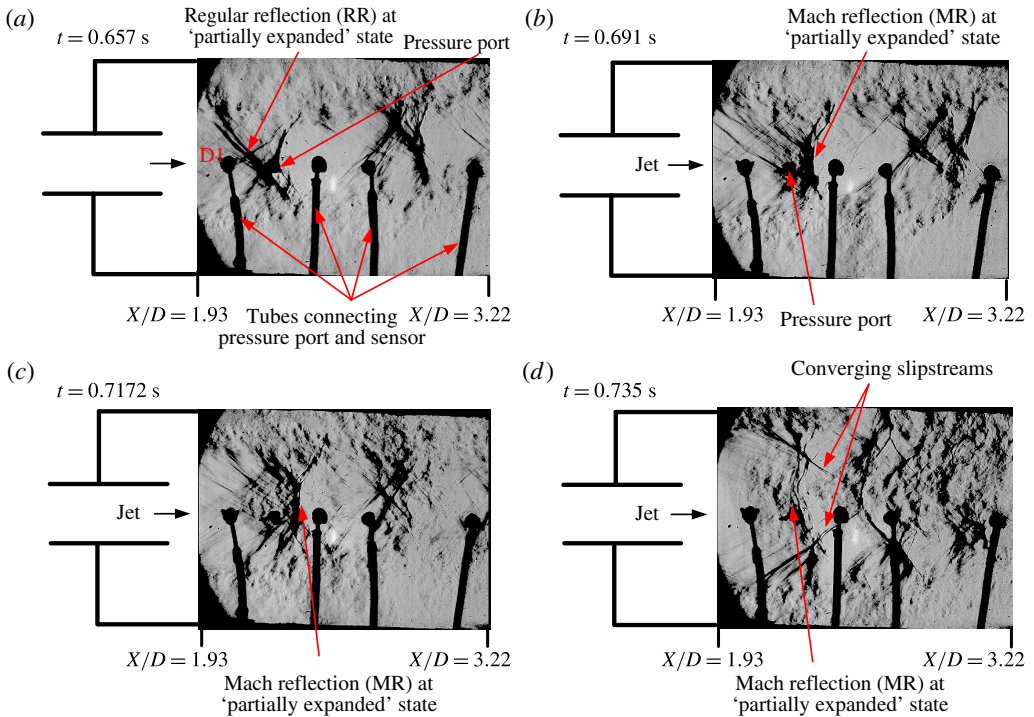 (a)
t = 0.657 s
Regular reflection (RR) at
‘partially expanded’ state
Pressure port
D1
X/D = 1.93
Tubes connecting
pressure port and sensor
X/D = 3.22
(b)
t = 0.691 s
Mach reflection (MR) at
‘partially expanded’ state
Jet
X/D = 1.93
Pressure port
X/D = 3.22
(c)
t = 0.7172 s
Jet
X/D = 1.93
X/D = 3.22
Mach reflection (MR) at
‘partially expanded’ state
(d)
t = 0.735 s
Converging slipstreams
Jet
X/D = 1.93
X/D = 3.22
Mach reflection (MR) at
‘partially expanded’ state